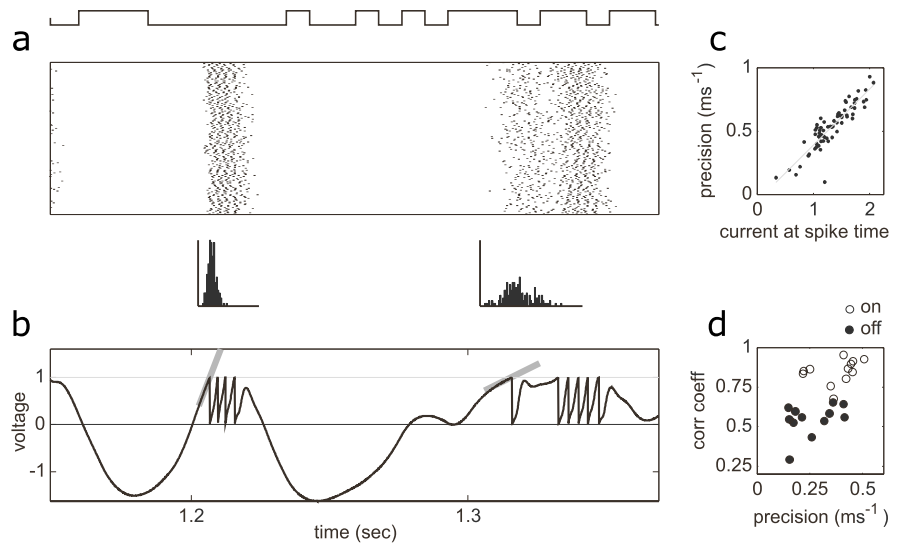 a
c
precision (ms-1)
1
0.5
0
0
1
2
current at spike time
b
voltage
1
0
-1
1.2
1.3
time (sec)
d
on
off
corr coeff
1
0.75
0.5
0.25
0
0.25
0.5
precision (ms-1)